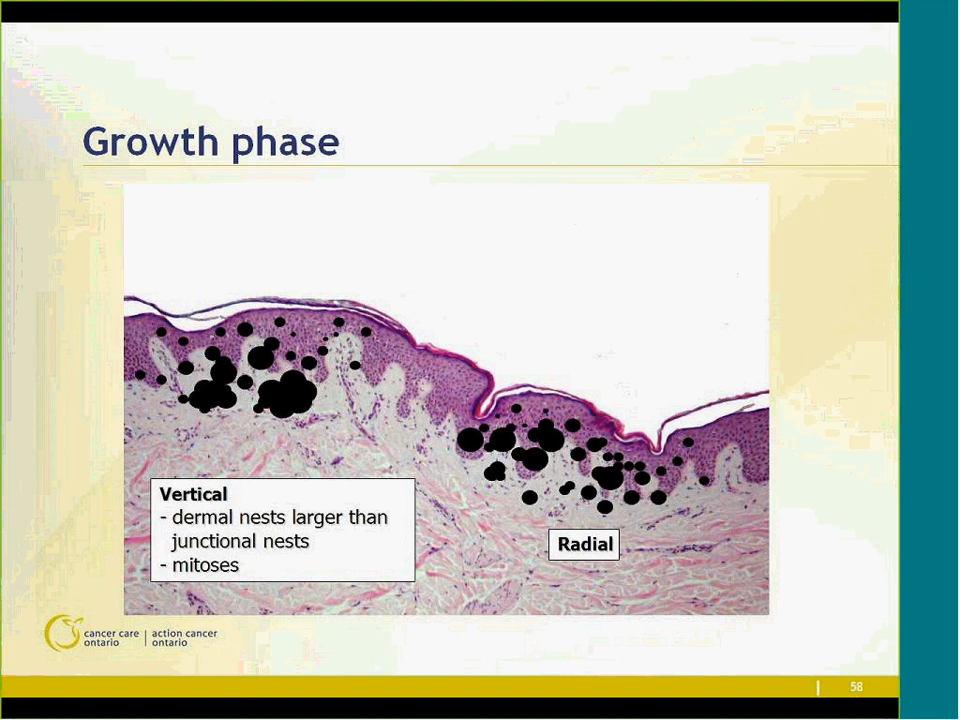 Growth phase
Vertical
- dermal nests larger than
junctional nests
- mitoses
Radial
cancer care | action cancer
ontario | ontario
58